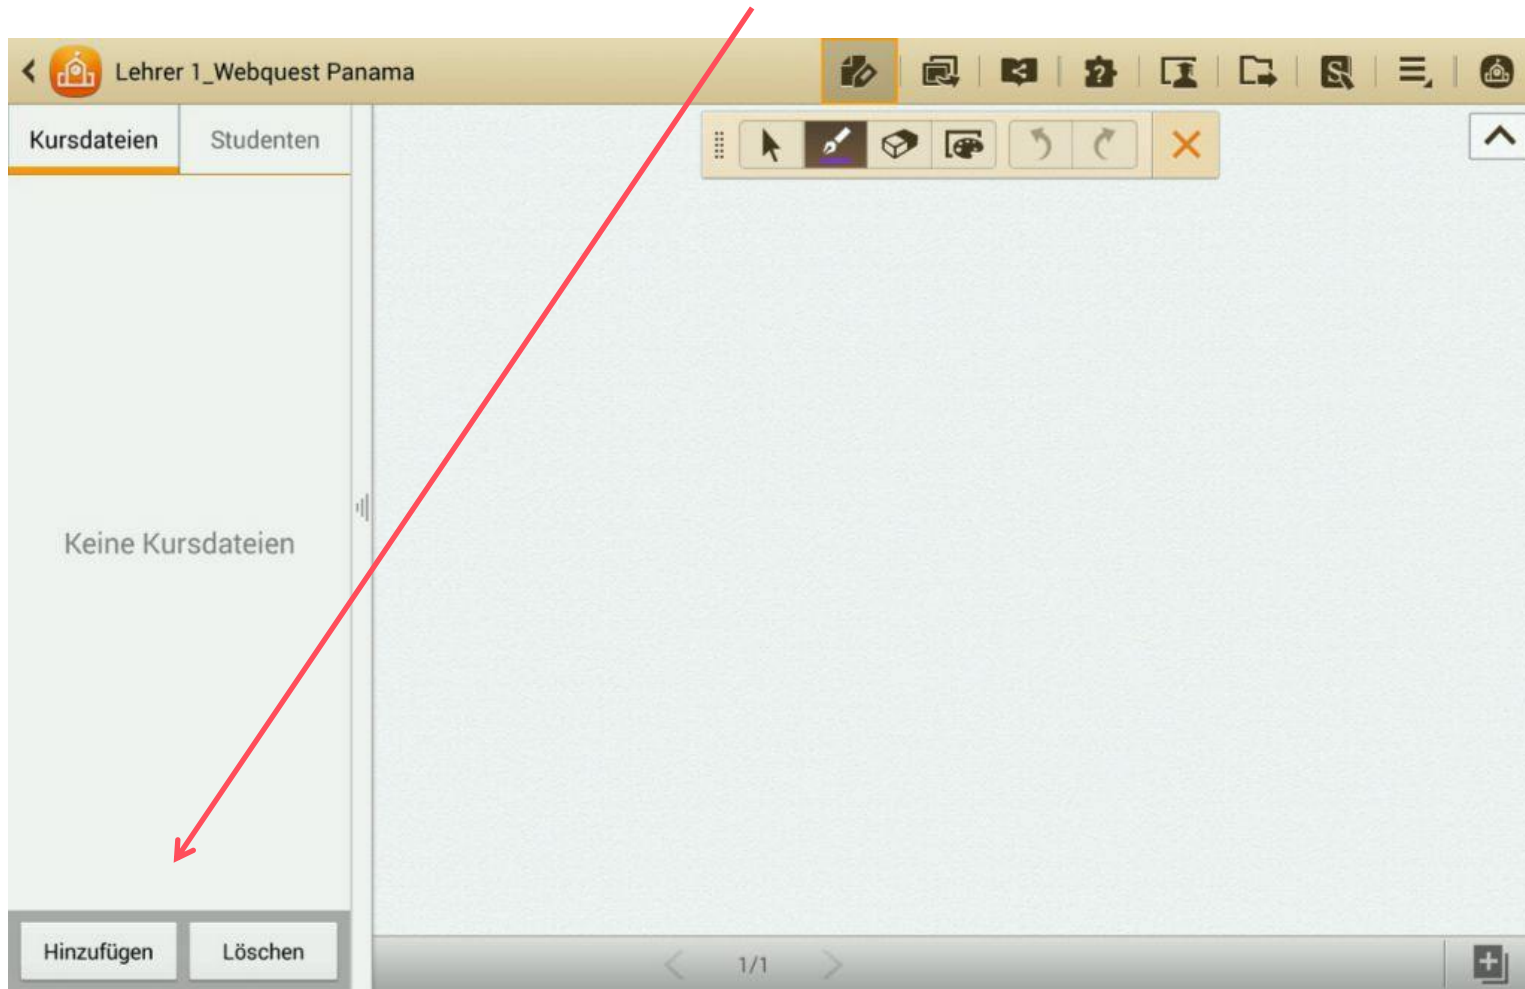 Lehrer 1_Webquest Panama
Kursdateien Studenten
Keine Kursdateien
Hinzufügen Löschen
1/1